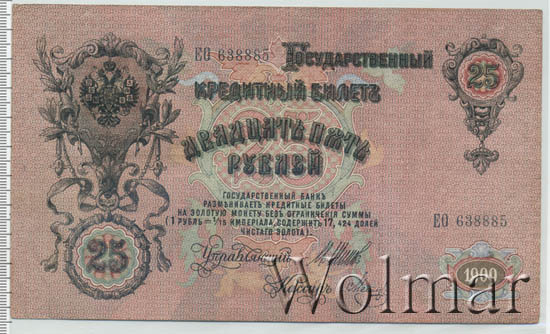 ЕО 638885
Государственный
25
Кредитный Билетъ
Двадцать пять
рублей
Государственный Банкъ
размѣниваетъ кредитные билеты
на золотую монету безъ ограниченія суммы
1 рубль = 1/15 имперіала, содержитъ 17,424 долей
чистаго золота).
ЕО 638885
25
Управляющій
Кассиръ
1909
Wolmar